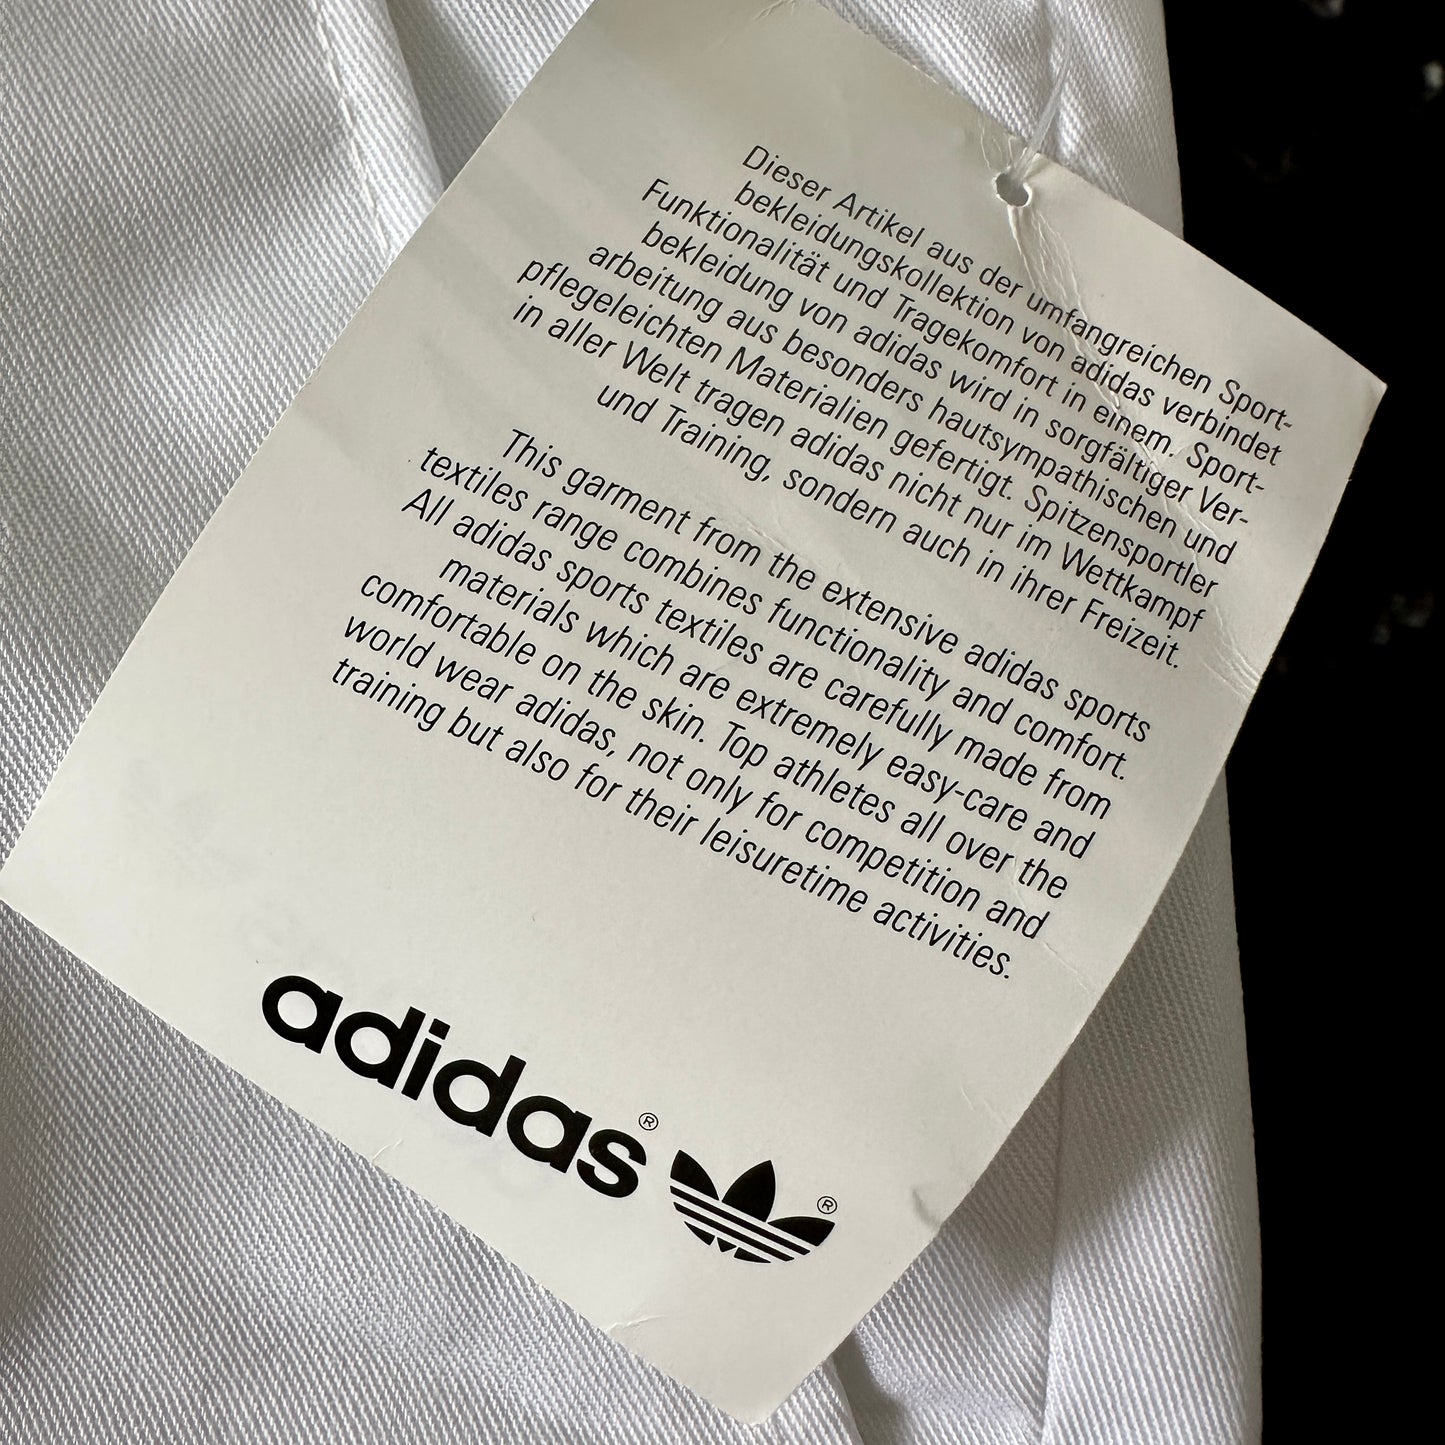 Dieser Artikel aus der umfangreichen Sport-
bekleidungskollektion von adidas verbindet
Funktionalität und Tragekomfort in einem. Sport-
bekleidung von adidas wird in sorgfältiger Ver-
arbeitung aus besonders hautsympathischen und
pflegeleichten Materialien gefertigt. Spitzensportler
in aller Welt tragen adidas nicht nur im Wettkampf
und Training, sondern auch in ihrer Freizeit.
This garment from the extensive adidas sports
textiles range combines functionality and comfort.
All adidas sports textiles are carefully made from
materials which are extremely easy-care and
comfortable on the skin. Top athletes all over the
world wear adidas, not only for competition and
training but also for their leisuretime activities.
adidas® ®